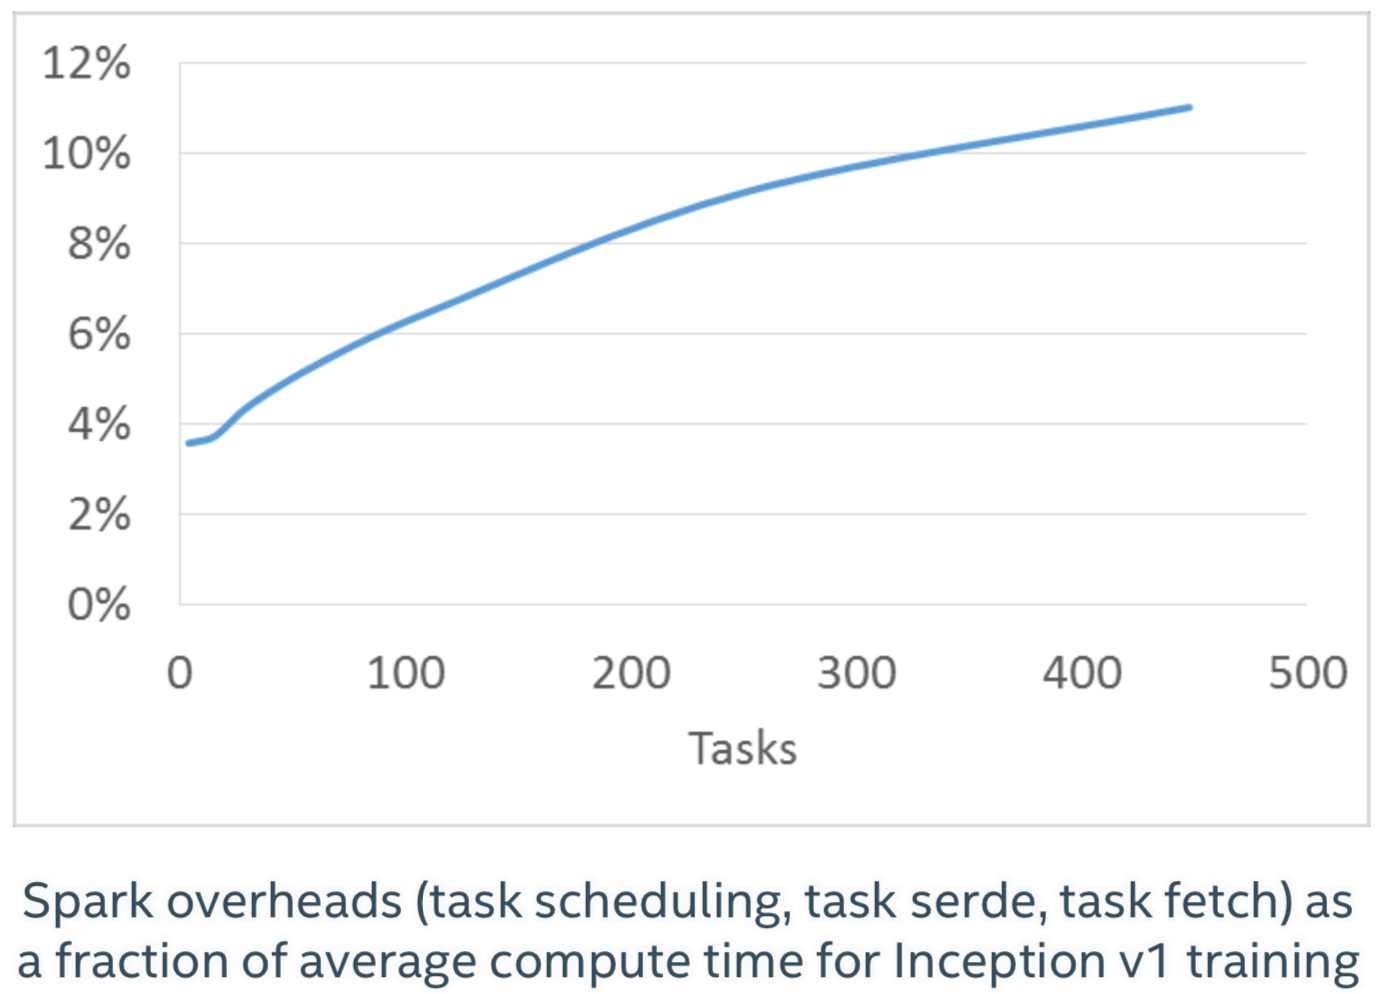 12%
10%
8%
6%
4%
2%
0%
0 100 200 300 400 500
Tasks
Spark overheads (task scheduling, task serde, task fetch) as
a fraction of average compute time for Inception v1 training